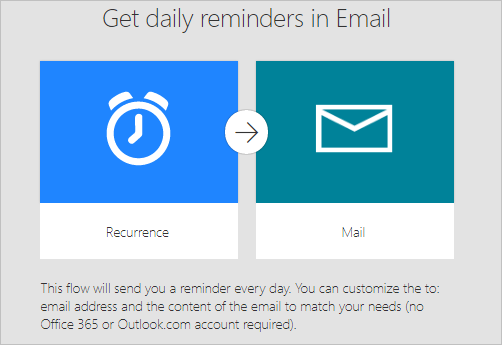 Get daily reminders in Email
Recurrence
Mail
This flow will send you a reminder every day. You can customize the to:
email address and the content of the email to match your needs (no
Office 365 or Outlook.com account required).